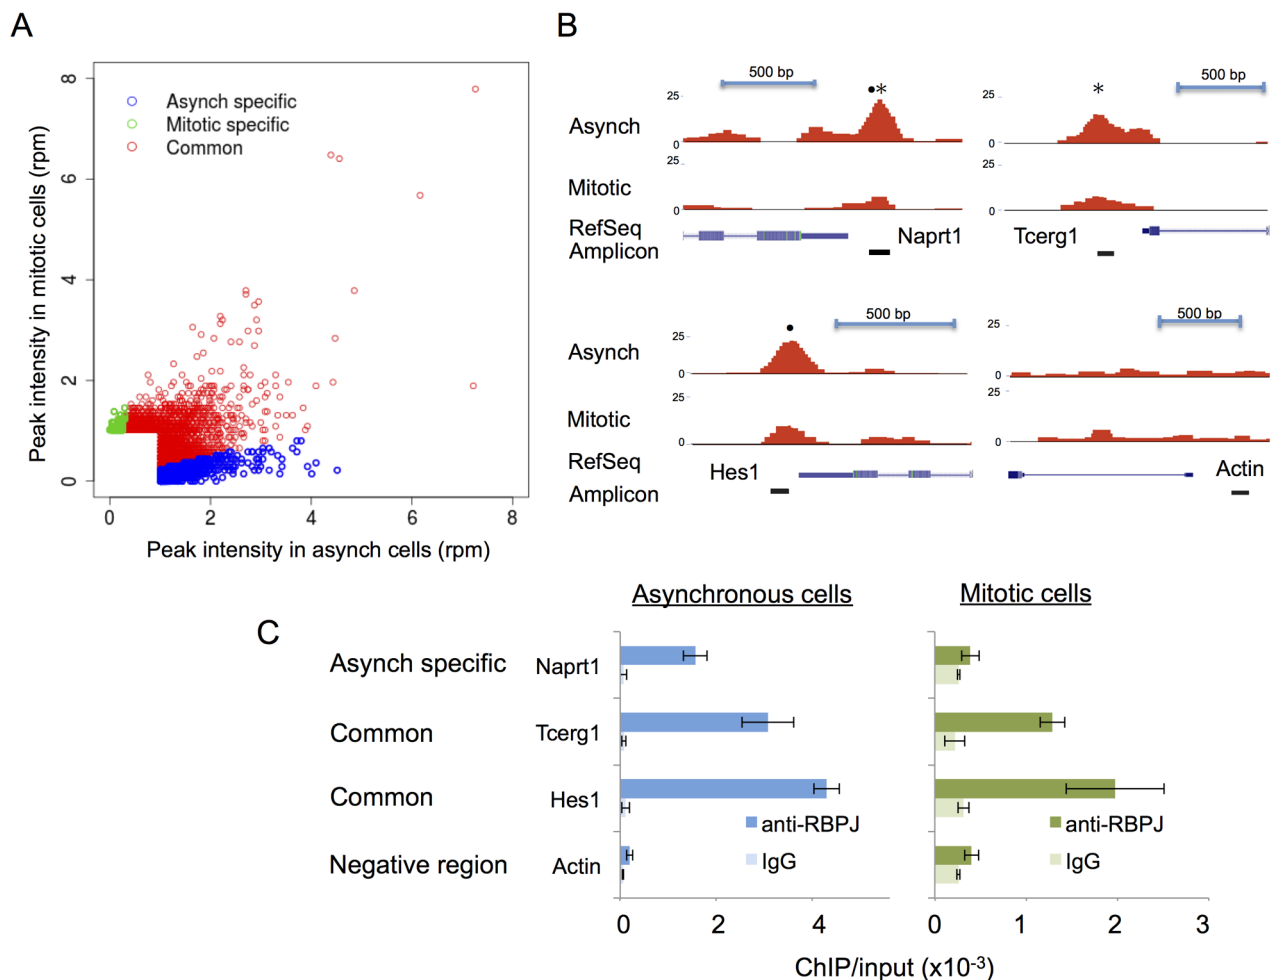 A
B
8
6
4
2
0
0 2 4 6 8
Peak intensity in mitotic cells (rpm)
Peak intensity in asynch cells (rpm)
Asynch specific
Mitotic specific
Common
500 bp
•*
25
0
Asynch
25
0
Mitotic
RefSeq
Amplicon
Naprt1
500 bp
*
25
0
25
0
Tcerg1
500 bp
•
25
0
Asynch
25
0
Mitotic
RefSeq
Amplicon
Hes1
500 bp
25
0
25
0
Actin
C
Asynchronous cells
Mitotic cells
Asynch specific Naprt1
Common Tcerg1
Common Hes1
Negative region Actin
anti-RBPJ
IgG
anti-RBPJ
IgG
0 2 4
0 1 2 3
ChIP/input (x10⁻³)